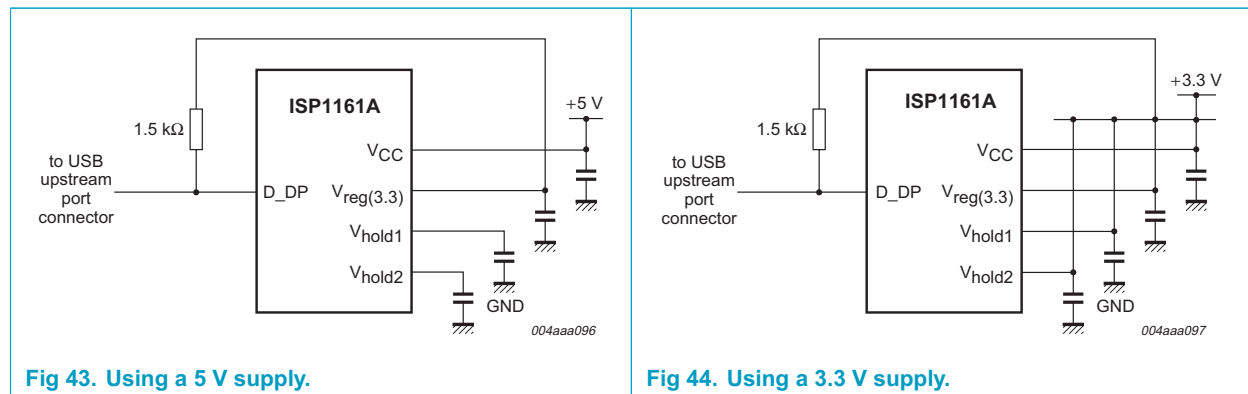 ISP1161A
+5 V
1.5 kΩ
VCC
to USB
upstream
port
connector
D_DP
Vreg(3.3)
Vhold1
Vhold2
GND
004aaa096
Fig 43. Using a 5 V supply.
ISP1161A
+3.3 V
1.5 kΩ
VCC
to USB
upstream
port
connector
D_DP
Vreg(3.3)
Vhold1
Vhold2
GND
004aaa097
Fig 44. Using a 3.3 V supply.